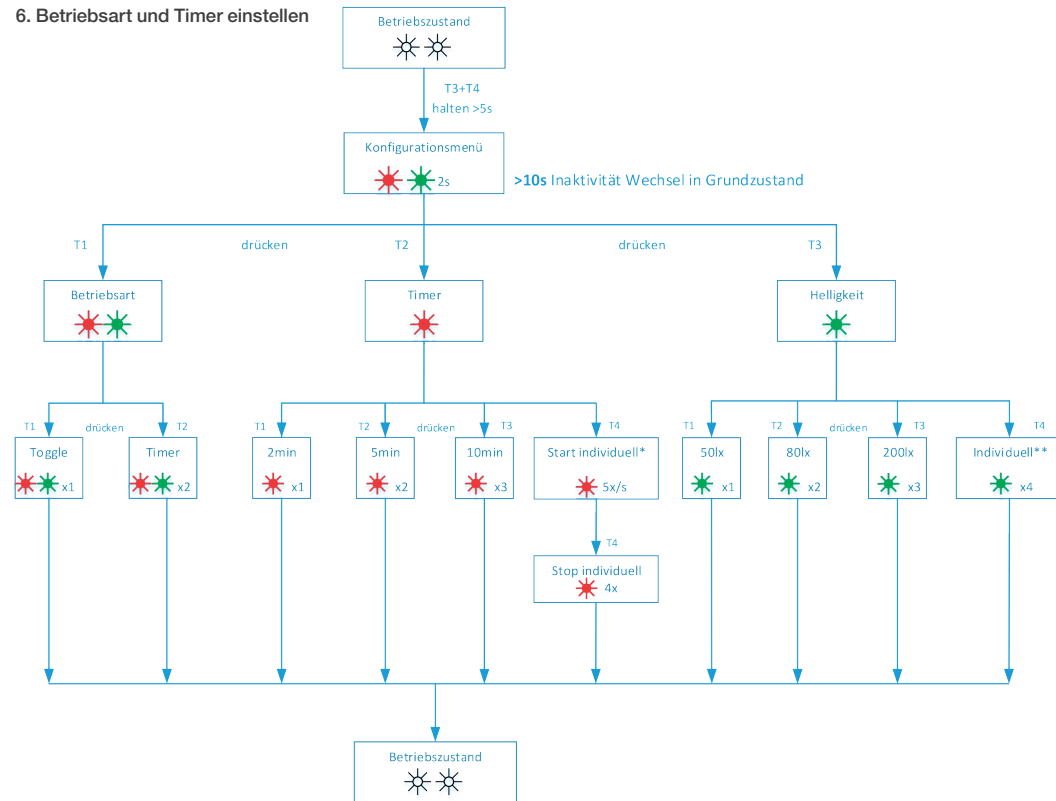 6. Betriebsart und Timer einstellen
Betriebszustand
T3+T4
halten >5s
Konfigurationsmenü
2s
>10s Inaktivität Wechsel in Grundzustand
T1 drücken T2 drücken T3
Betriebsart
Timer
Helligkeit
T1 drücken T2
T1 T2 drücken T3 T4
T1 T2 drücken T3 T4
Toggle
x1
Timer
x2
2min
x1
5min
x2
10min
x3
Start individuell*
5x/s
50lx
x1
80lx
x2
200lx
x3
Individuell**
x4
T4
Stop individuell
4x
Betriebszustand